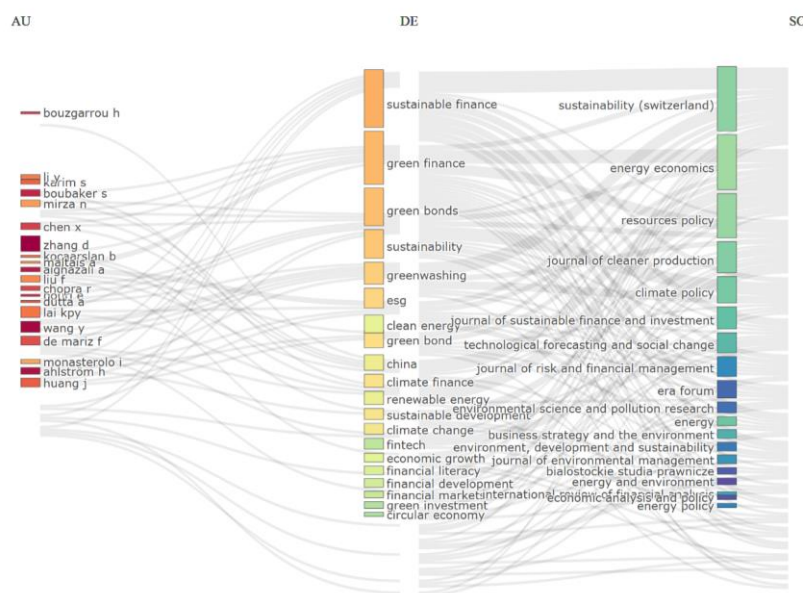 AU
DE
SO
bouzgarrou h
li y
karim s
boubaker s
mirza n
chen x
zhang d
kocaarslan b
maltais a
alghazali a
liu f
chopra r
dutta a
lai kpy
wang y
de mariz f
monasterolo i
ahlström h
huang j
sustainable finance
green finance
green bonds
sustainability
greenwashing
esg
clean energy
green bond
china
climate finance
renewable energy
sustainable development
climate change
fintech
economic growth
financial literacy
financial development
financial market
green investment
circular economy
sustainability (switzerland)
energy economics
resources policy
journal of cleaner production
climate policy
journal of sustainable finance and investment
technological forecasting and social change
journal of risk and financial management
era forum
environmental science and pollution research
energy
business strategy and the environment
environment, development and sustainability
journal of environmental management
bialostockie studia prawnicze
energy and environment
international review of financial analysis
economic analysis and policy
energy policy